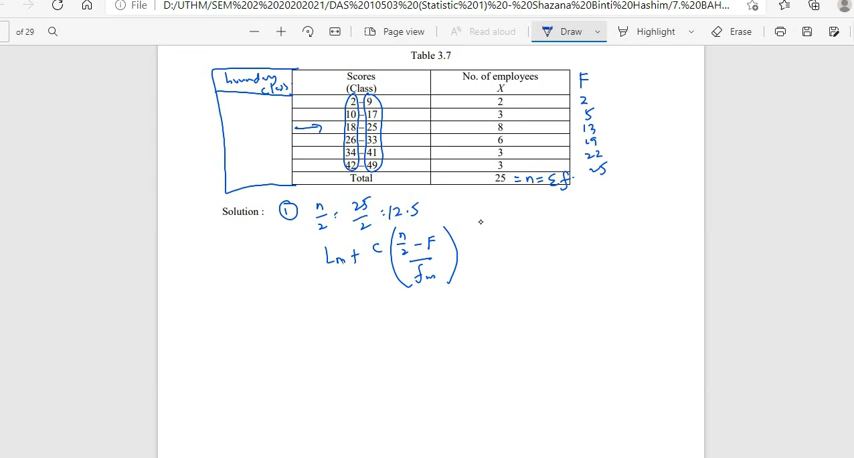 File D:/UTHM/SEM%202%2020202021/DAS%2010503%20(Statistic%201)%20-%20Shazana%20Binti%20Hashim/7.%20BAH...
of 29 Page view Read aloud Draw Highlight Erase
Table 3.7
boundary class Scores (Class) No. of employees X F
2 – 9 2 2
10 – 17 3 5
18 – 25 8 13
26 – 33 6 19
34 – 41 3 22
42 – 49 3 25
Total 25 = n = Σf.
Solution : 1 n/2 = 25/2 = 12.5
Lm + C (n/2 - F / fm)